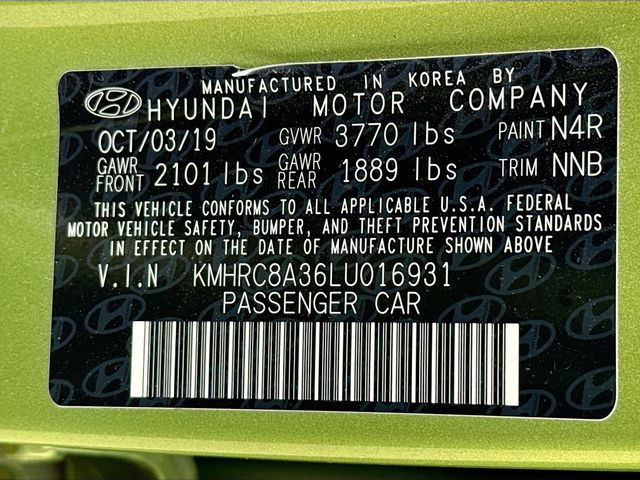 MANUFACTURED IN KOREA BY
HYUNDAI MOTOR COMPANY
OCT/03/19 GVWR 3770 lbs PAINT N4R
GAWR FRONT 2101 lbs GAWR REAR 1889 lbs TRIM NNB
THIS VEHICLE CONFORMS TO ALL APPLICABLE U.S.A. FEDERAL
MOTOR VEHICLE SAFETY, BUMPER, AND THEFT PREVENTION STANDARDS
IN EFFECT ON THE DATE OF MANUFACTURE SHOWN ABOVE
V.I.N KMHRC8A36LU016931
PASSENGER CAR